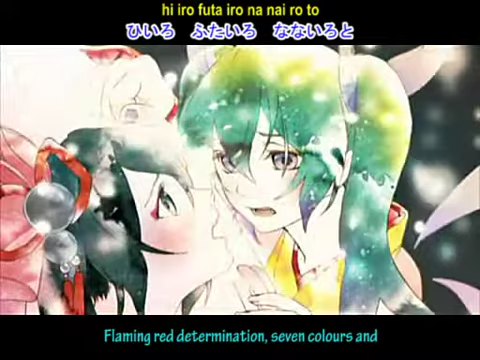 hi iro futa iro na nai ro to
ひいろ　ふたいろ　なないろと
Flaming red determination, seven colours and